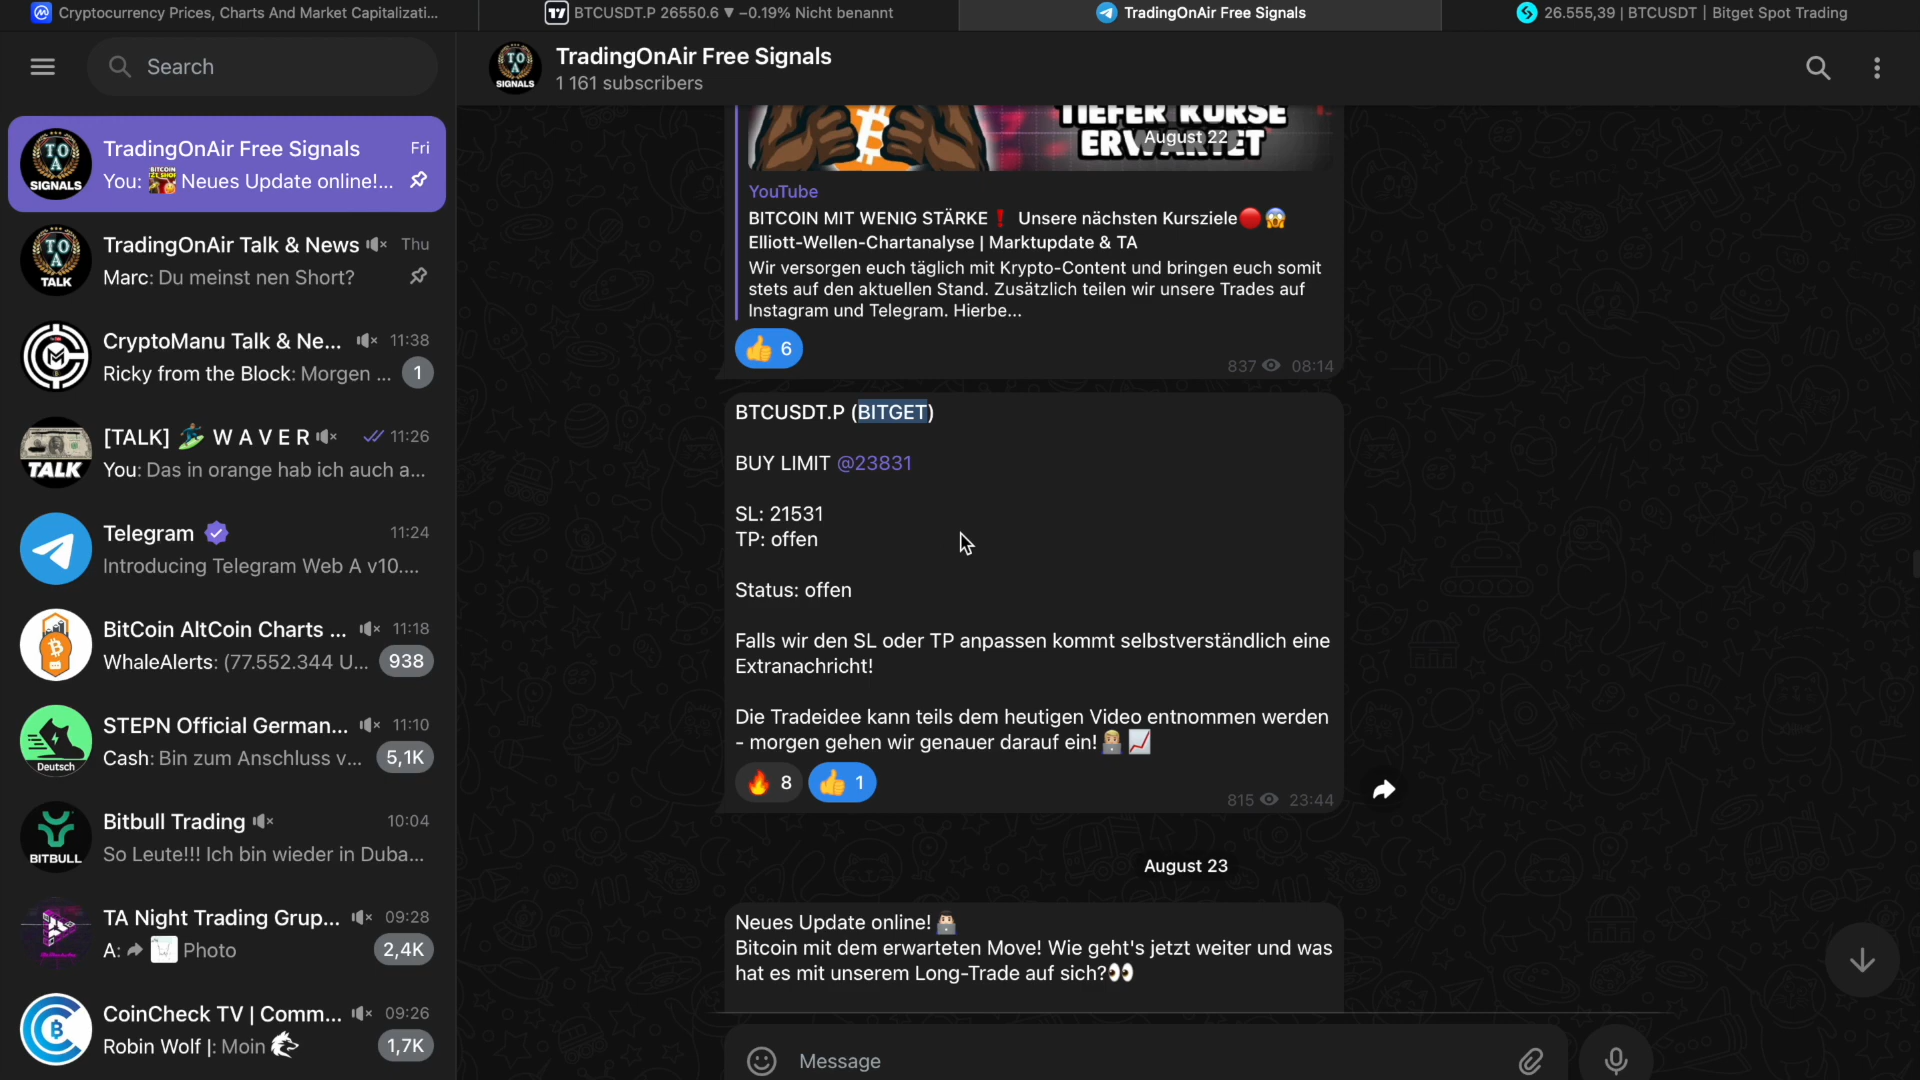 Cryptocurrency Prices, Charts And Market Capitalizati...
BTCUSDT.P 26550.6 ▼ −0.19% Nicht benannt
TradingOnAir Free Signals
26.555,39 | BTCUSDT | Bitget Spot Trading
Search
TradingOnAir Free Signals
1 161 subscribers
TradingOnAir Free Signals Fri
You: Neues Update online!...
TradingOnAir Talk & News Thu
Marc: Du meinst nen Short?
CryptoManu Talk & Ne... 11:38
Ricky from the Block: Morgen ... 1
[TALK] 🏄 W A V E R 11:26
You: Das in orange hab ich auch a...
Telegram 11:24
Introducing Telegram Web A v10....
BitCoin AltCoin Charts ... 11:18
WhaleAlerts: (77.552.344 U... 938
STEPN Official German... 11:10
Cash: Bin zum Anschluss v... 5,1K
Bitbull Trading 10:04
So Leute!!! Ich bin wieder in Duba...
TA Night Trading Grup... 09:28
A: Photo 2,4K
CoinCheck TV | Comm... 09:26
Robin Wolf |: Moin 🐺 1,7K
TO
A
SIGNALS
TO
A
TALK
TALK
Deutsch
BITBULL
TO
A
SIGNALS
TIEFER KURSE
ERWARTET
August 22
YouTube
BITCOIN MIT WENIG STÄRKE❗ Unsere nächsten Kursziele🔴😱
Elliott-Wellen-Chartanalyse | Marktupdate & TA
Wir versorgen euch täglich mit Krypto-Content und bringen euch somit
stets auf den aktuellen Stand. Zusätzlich teilen wir unsere Trades auf
Instagram und Telegram. Hierbe...
👍 6
837 08:14
BTCUSDT.P (BITGET)
BUY LIMIT @23831
SL: 21531
TP: offen
Status: offen
Falls wir den SL oder TP anpassen kommt selbstverständlich eine
Extranachricht!
Die Tradeidee kann teils dem heutigen Video entnommen werden
- morgen gehen wir genauer darauf ein!👨🏼‍💻📈
🔥 8 👍 1
815 23:44
August 23
Neues Update online!👨🏼‍💻
Bitcoin mit dem erwarteten Move! Wie geht's jetzt weiter und was
hat es mit unserem Long-Trade auf sich?👀
Message